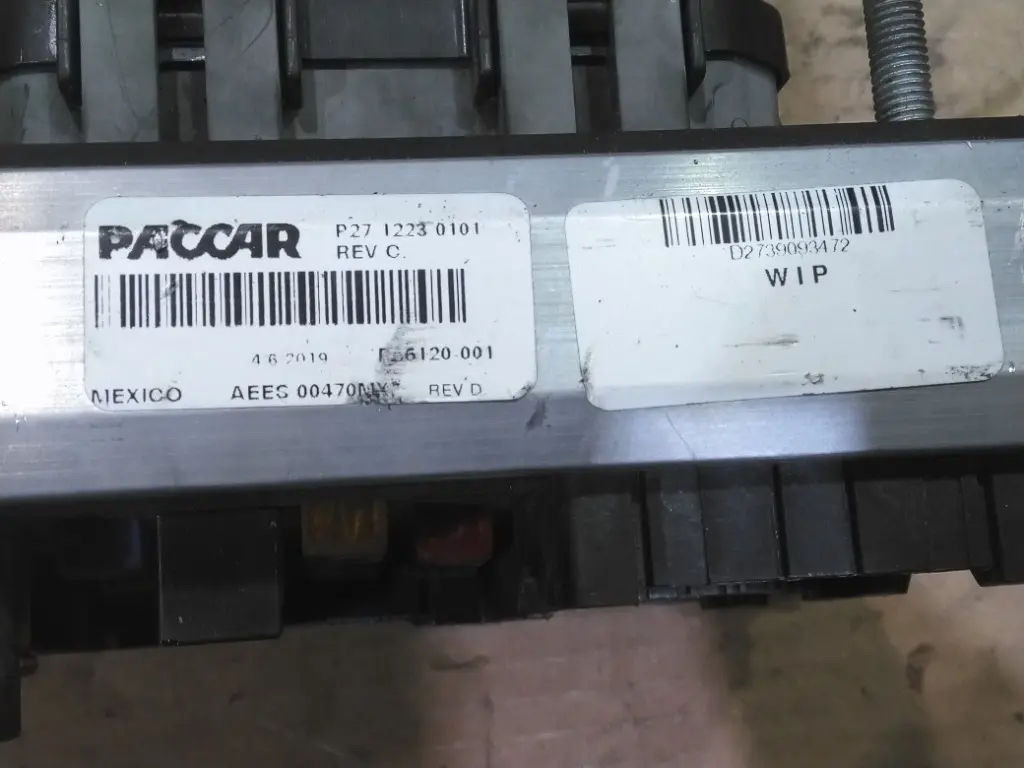 PACCAR
P27 1223 0101
REV C.
4 6 2019
MEXICO AEES REV D
D2739093472
WIP